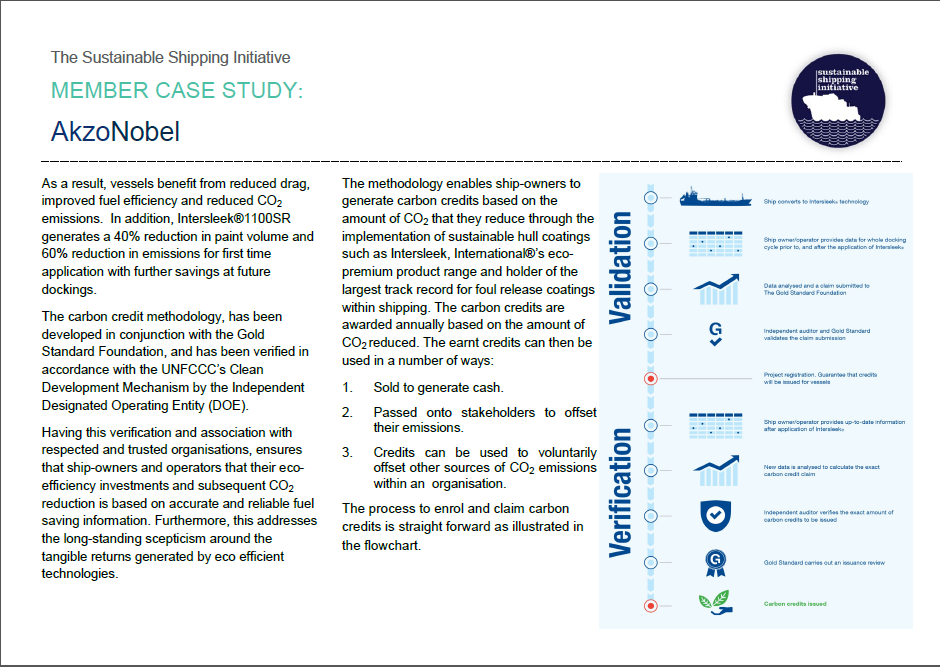 The Sustainable Shipping Initiative
MEMBER CASE STUDY:
AkzoNobel
sustainable
shipping
initiative
As a result, vessels benefit from reduced drag,
improved fuel efficiency and reduced CO2
emissions. In addition, Intersleek®1100SR
generates a 40% reduction in paint volume and
60% reduction in emissions for first time
application with further savings at future
dockings.
The carbon credit methodology, has been
developed in conjunction with the Gold
Standard Foundation, and has been verified in
accordance with the UNFCCC's Clean
Development Mechanism by the Independent
Designated Operating Entity (DOE).
Having this verification and association with
respected and trusted organisations, ensures
that ship-owners and operators that their eco-
efficiency investments and subsequent CO2
reduction is based on accurate and reliable fuel
saving information. Furthermore, this addresses
the long-standing scepticism around the
tangible returns generated by eco efficient
technologies.
The methodology enables ship-owners to
generate carbon credits based on the
amount of CO2 that they reduce through the
implementation of sustainable hull coatings
such as Intersleek, International®'s eco-
premium product range and holder of the
largest track record for foul release coatings
within shipping. The carbon credits are
awarded annually based on the amount of
CO2 reduced. The earnt credits can then be
used in a number of ways:
1. Sold to generate cash.
2. Passed onto stakeholders to offset
their emissions.
3. Credits can be used to voluntarily
offset other sources of CO2 emissions
within an organisation.
The process to enrol and claim carbon
credits is straight forward as illustrated in
the flowchart.
Validation
Ship converts to Intersleek® technology
Ship owner/operator provides data for whole docking
cycle prior to, and after the application of Intersleek®
Data analysed and a claim submitted to
The Gold Standard Foundation
G
Independent auditor and Gold Standard
validates the claim submission
Project registration. Guarantee that credits
will be issued for vessels
Verification
Ship owner/operator provides up-to-date information
after application of Intersleek®
New data is analysed to calculate the exact
carbon credit claim
Independent auditor verifies the exact amount of
carbon credits to be issued
G
Gold Standard carries out an issuance review
Carbon credits issued